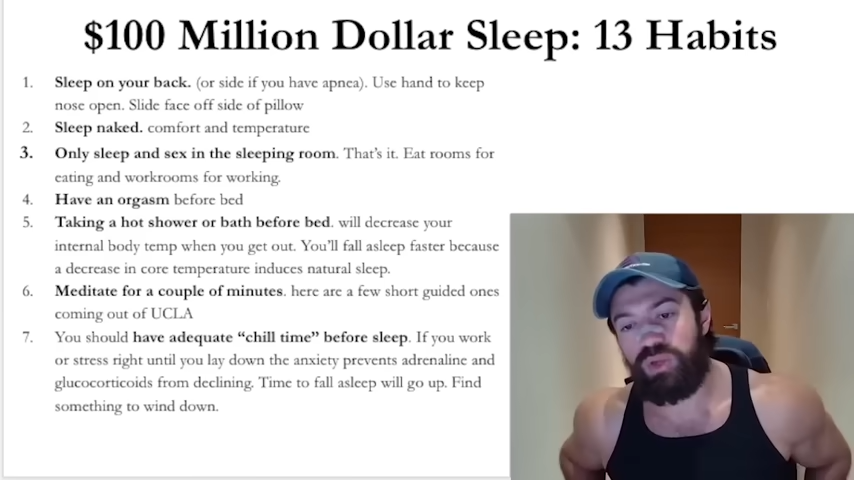 $100 Million Dollar Sleep: 13 Habits
1. Sleep on your back. (or side if you have apnea). Use hand to keep
nose open. Slide face off side of pillow
2. Sleep naked. comfort and temperature
3. Only sleep and sex in the sleeping room. That's it. Eat rooms for
eating and workrooms for working.
4. Have an orgasm before bed
5. Taking a hot shower or bath before bed. will decrease your
internal body temp when you get out. You'll fall asleep faster because
a decrease in core temperature induces natural sleep.
6. Meditate for a couple of minutes. here are a few short guided ones
coming out of UCLA
7. You should have adequate “chill time” before sleep. If you work
or stress right until you lay down the anxiety prevents adrenaline and
glucocorticoids from declining. Time to fall asleep will go up. Find
something to wind down.